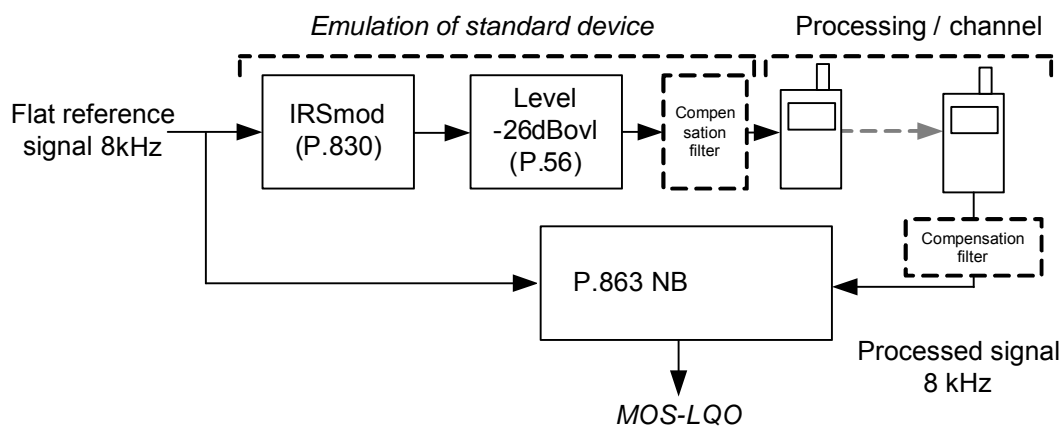 Emulation of standard device
Processing / channel
Flat reference
signal 8kHz
IRSmod
(P.830)
Level
-26dBovl
(P.56)
Compen
sation
filter
Compensation
filter
P.863 NB
Processed signal
8 kHz
MOS-LQO